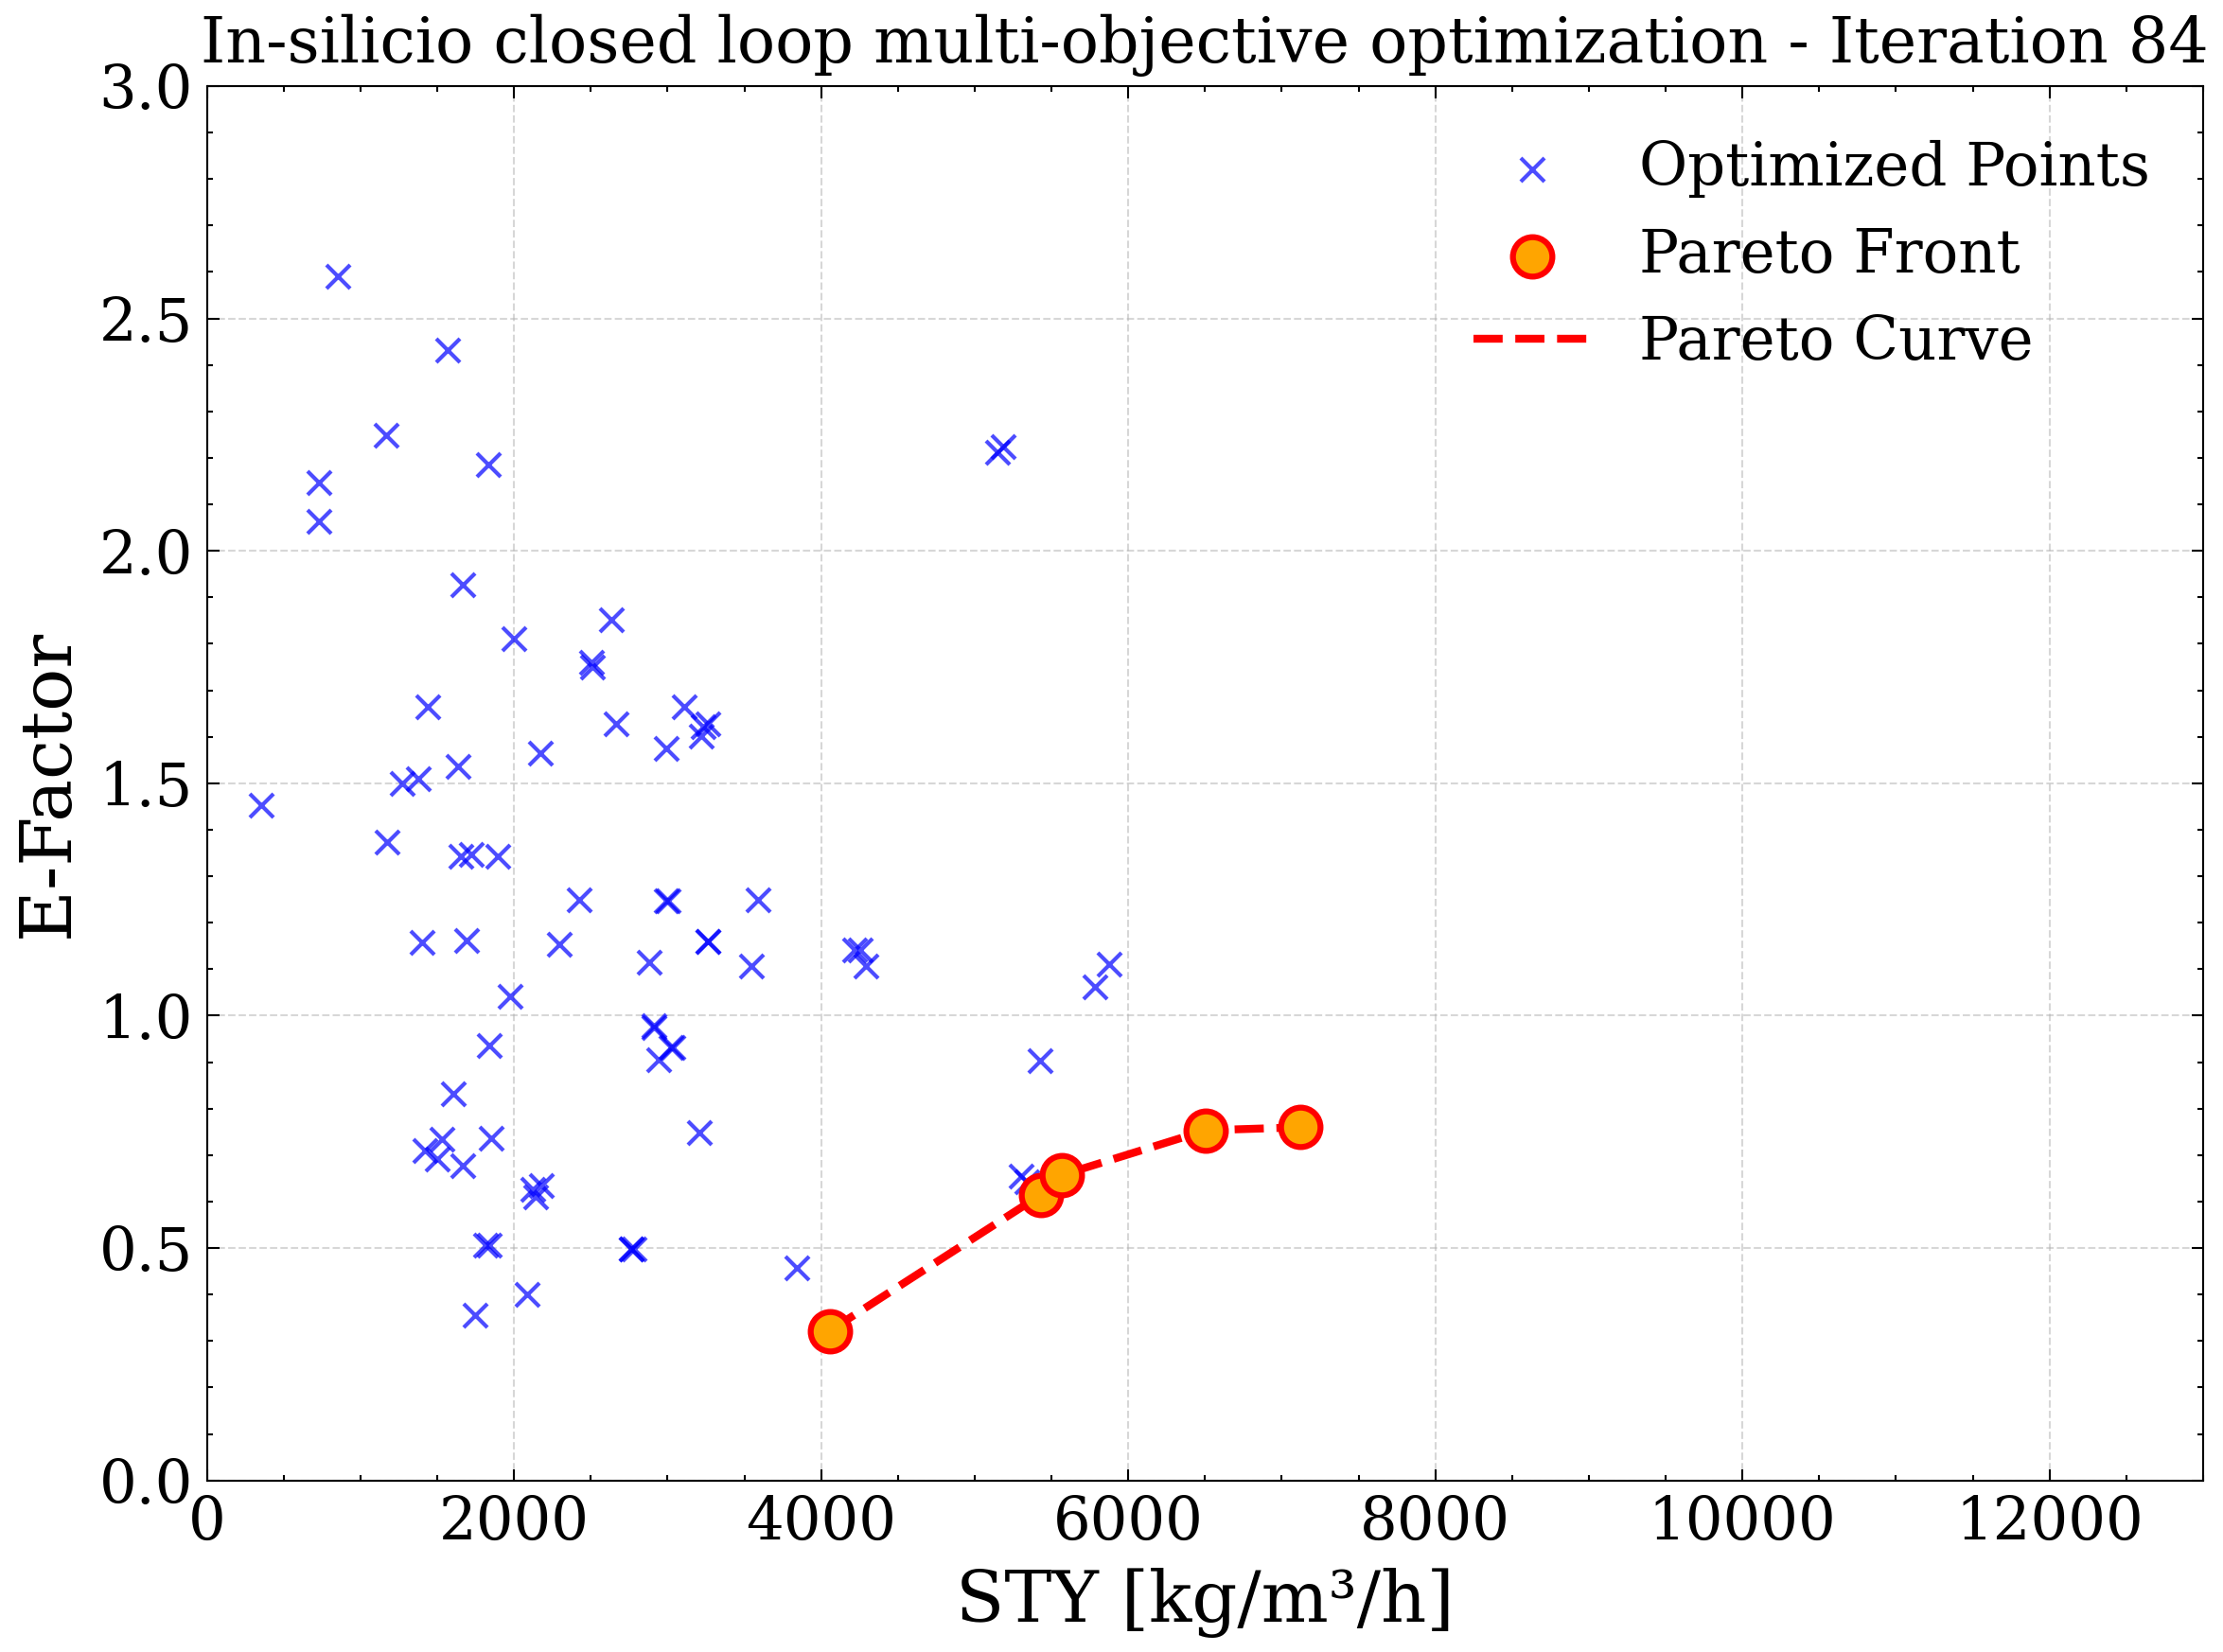 In-silicio closed loop multi-objective optimization - Iteration 84
3.0
2.5
2.0
1.5
1.0
0.5
0.0
E-Factor
Optimized Points
Pareto Front
Pareto Curve
0 2000 4000 6000 8000 10000 12000
STY [kg/m³/h]